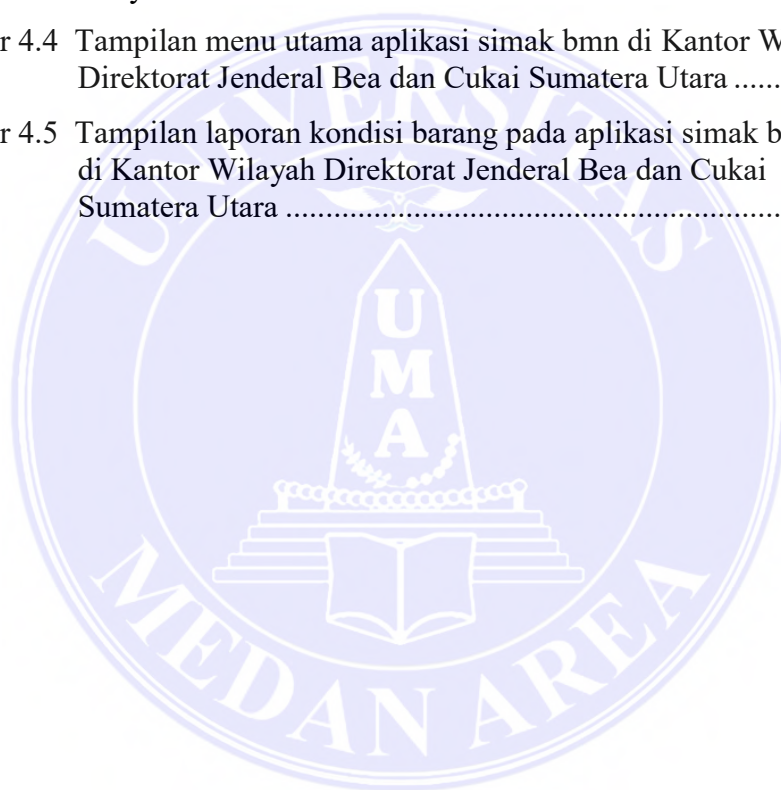 r 4.4 Tampilan menu utama aplikasi simak bmn di Kantor W
Direktorat Jenderal Bea dan Cukai Sumatera Utara .......
r 4.5 Tampilan laporan kondisi barang pada aplikasi simak b
di Kantor Wilayah Direktorat Jenderal Bea dan Cukai
Sumatera Utara ..............................................................
UNIVERSITAS
U
M
A
MEDAN AREA